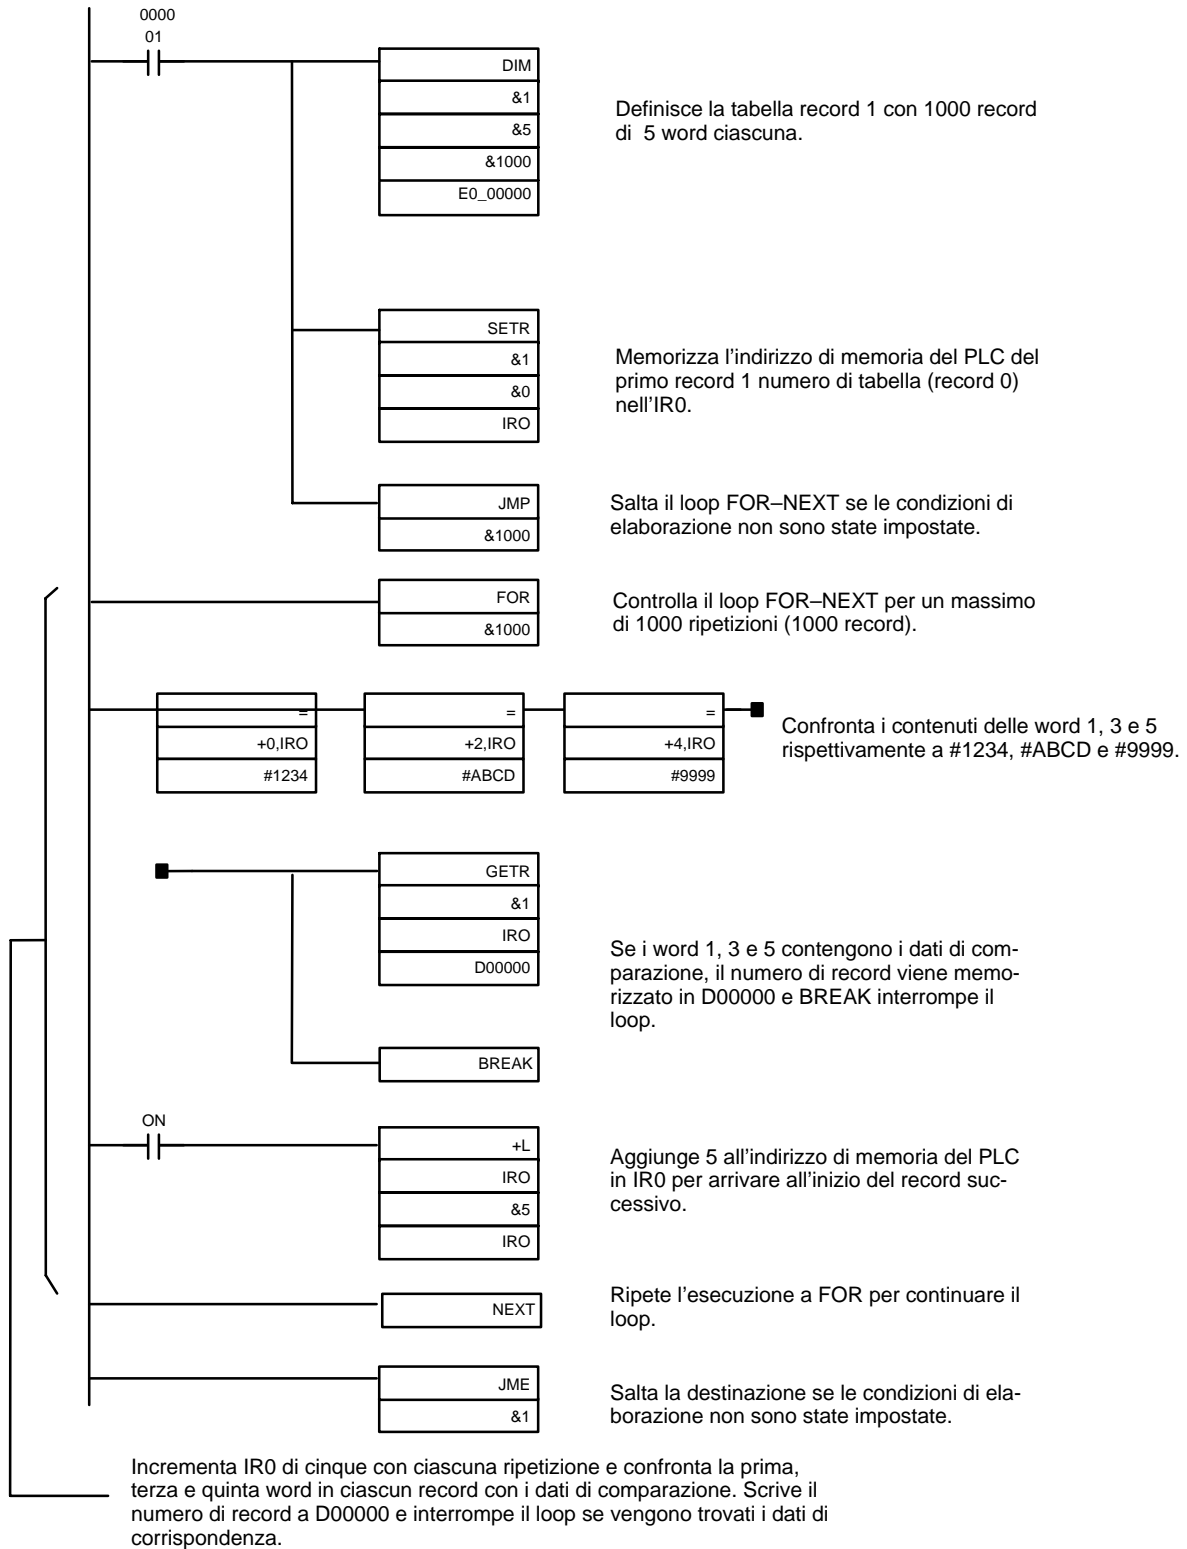 0000
01
DIM
&1
&5
&1000
E0_00000
Definisce la tabella record 1 con 1000 record
di 5 word ciascuna.
SETR
&1
&0
IRO
Memorizza l'indirizzo di memoria del PLC del
primo record 1 numero di tabella (record 0)
nell'IR0.
JMP
&1000
Salta il loop FOR–NEXT se le condizioni di
elaborazione non sono state impostate.
FOR
&1000
Controlla il loop FOR–NEXT per un massimo
di 1000 ripetizioni (1000 record).
=
+0,IRO
#1234
=
+2,IRO
#ABCD
=
+4,IRO
#9999
Confronta i contenuti delle word 1, 3 e 5
rispettivamente a #1234, #ABCD e #9999.
GETR
&1
IRO
D00000
BREAK
Se i word 1, 3 e 5 contengono i dati di com-
parazione, il numero di record viene memo-
rizzato in D00000 e BREAK interrompe il
loop.
ON
+L
IRO
&5
IRO
Aggiunge 5 all'indirizzo di memoria del PLC
in IR0 per arrivare all'inizio del record suc-
cessivo.
NEXT
Ripete l'esecuzione a FOR per continuare il
loop.
JME
&1
Salta la destinazione se le condizioni di ela-
borazione non sono state impostate.
Incrementa IR0 di cinque con ciascuna ripetizione e confronta la prima,
terza e quinta word in ciascun record con i dati di comparazione. Scrive il
numero di record a D00000 e interrompe il loop se vengono trovati i dati di
corrispondenza.